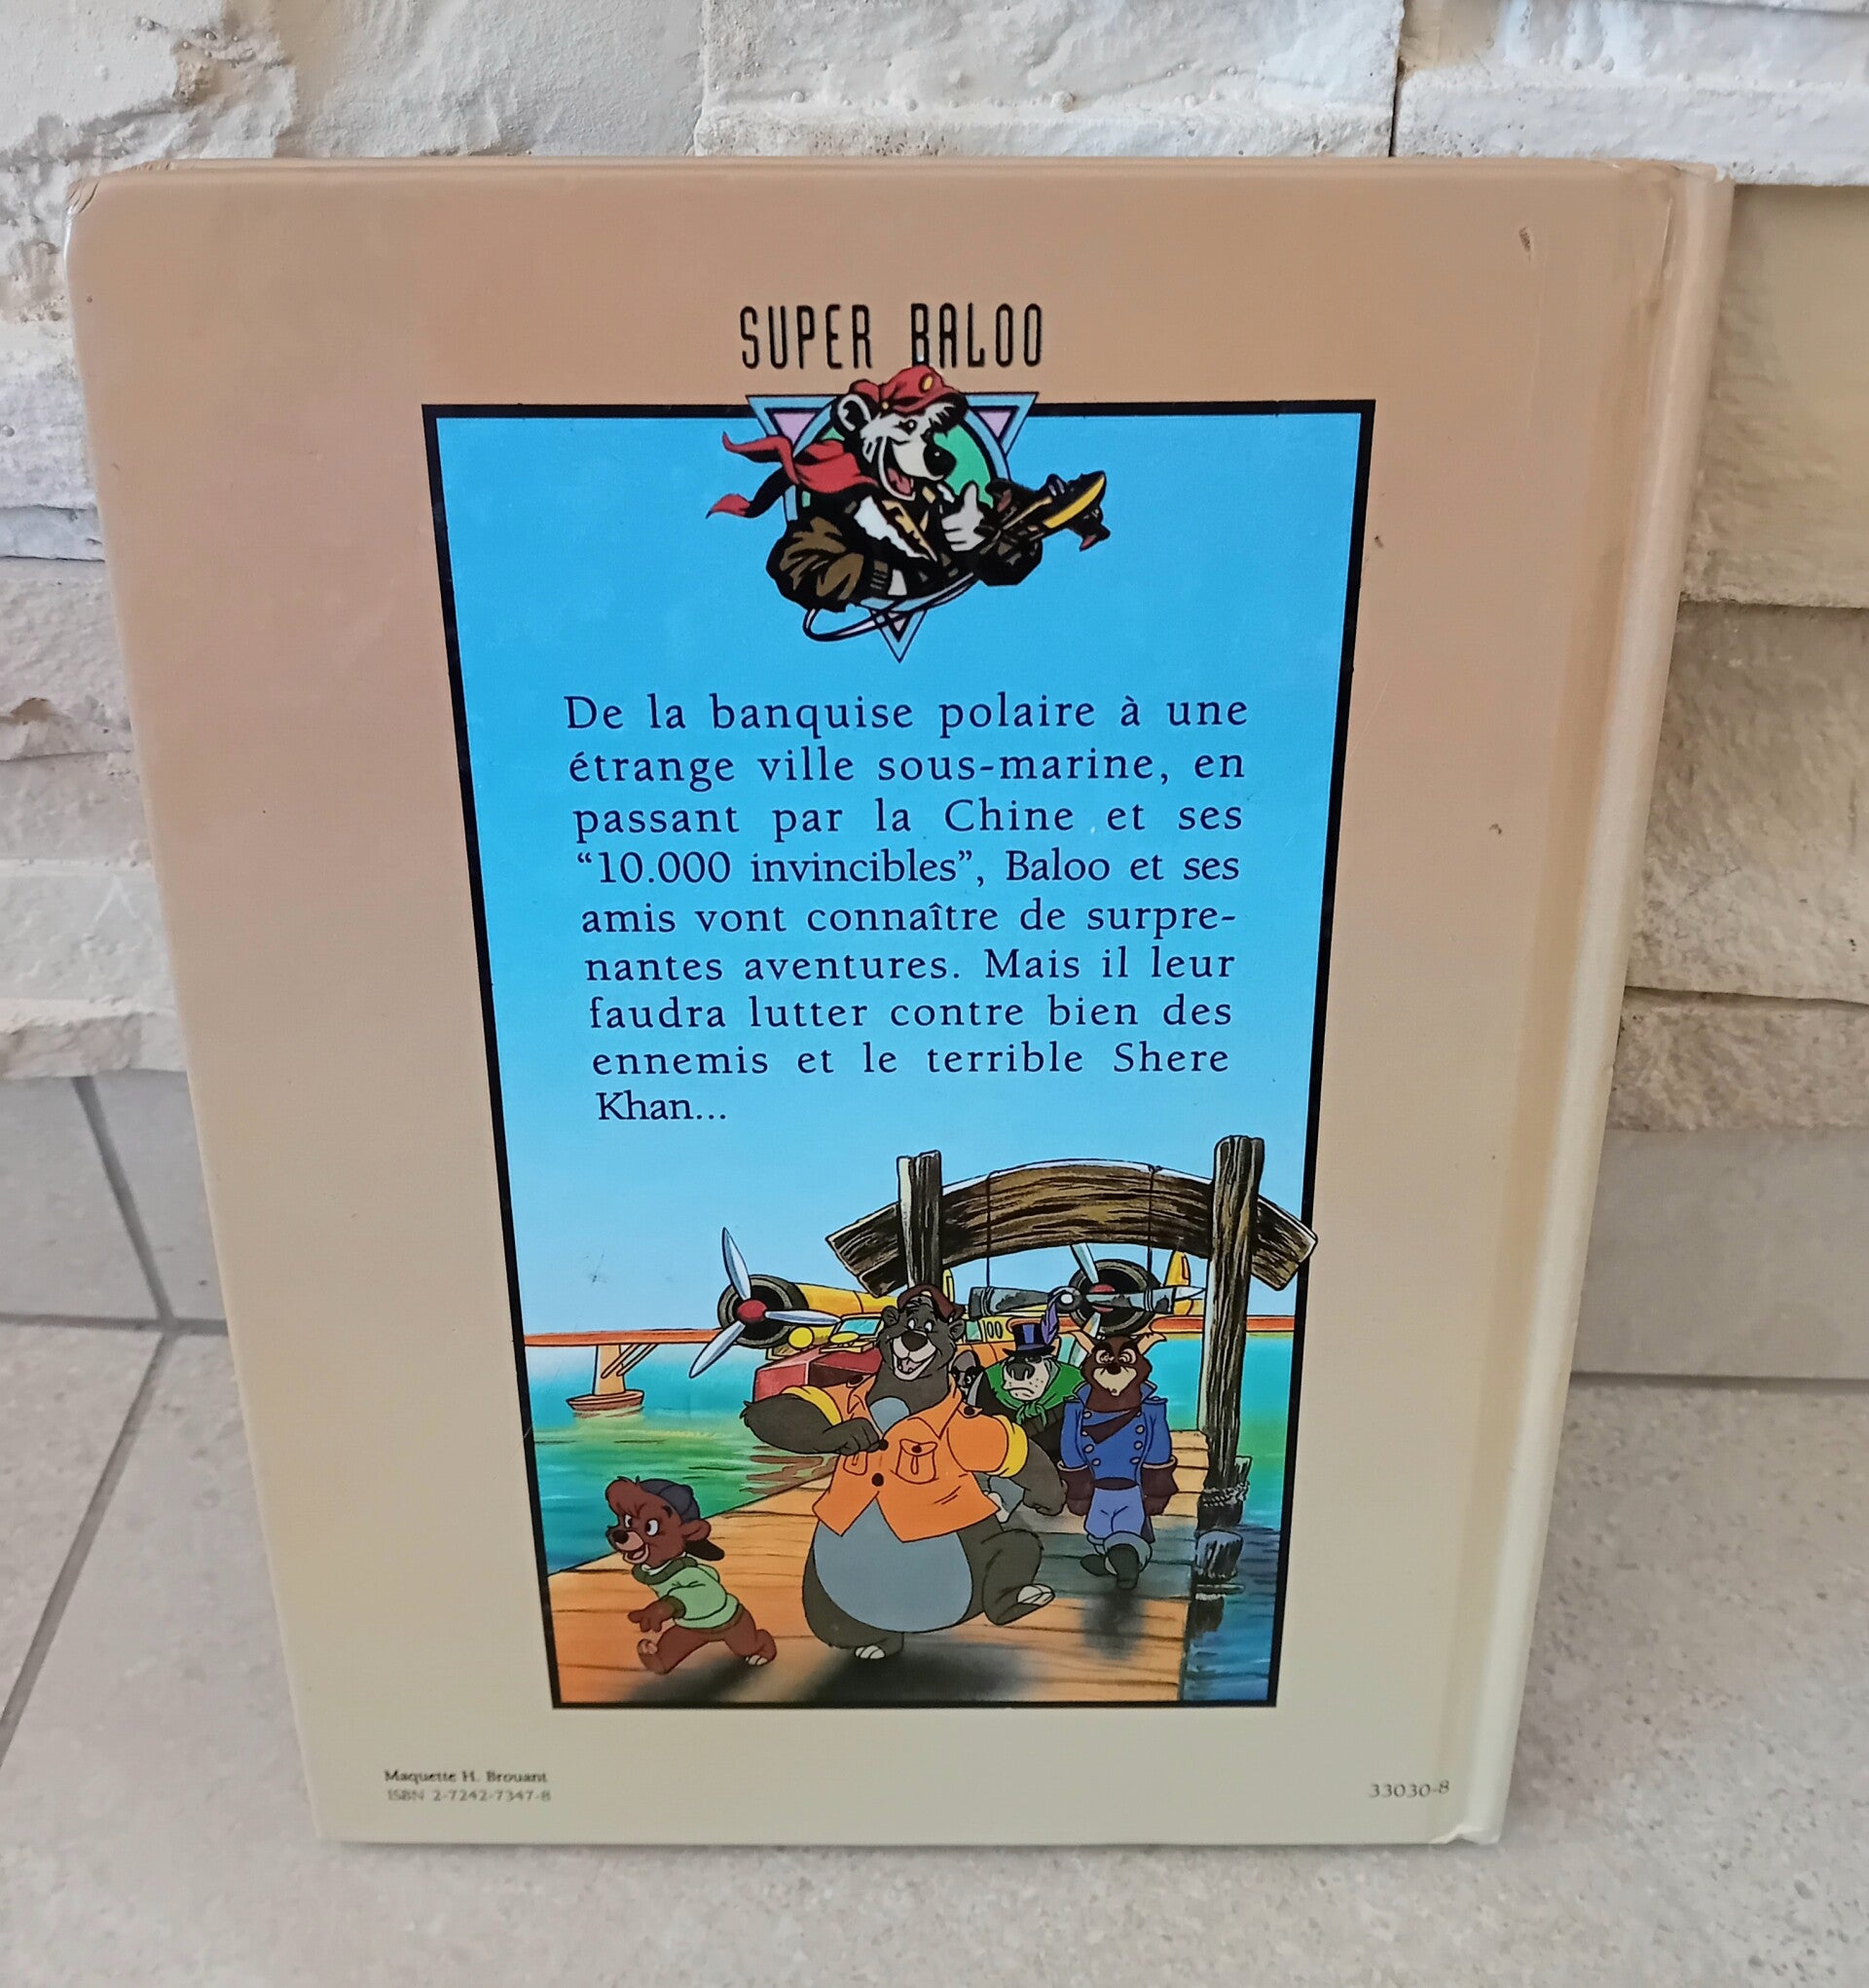 SUPER BALOO
De la banquise polaire à une
étrange ville sous-marine, en
passant par la Chine et ses
“10.000 invincibles”, Baloo et ses
amis vont connaître de surpre-
nantes aventures. Mais il leur
faudra lutter contre bien des
ennemis et le terrible Shere
Khan...
100
Maquette H. Brouant
ISBN 2-7242-7347-8
33030-8